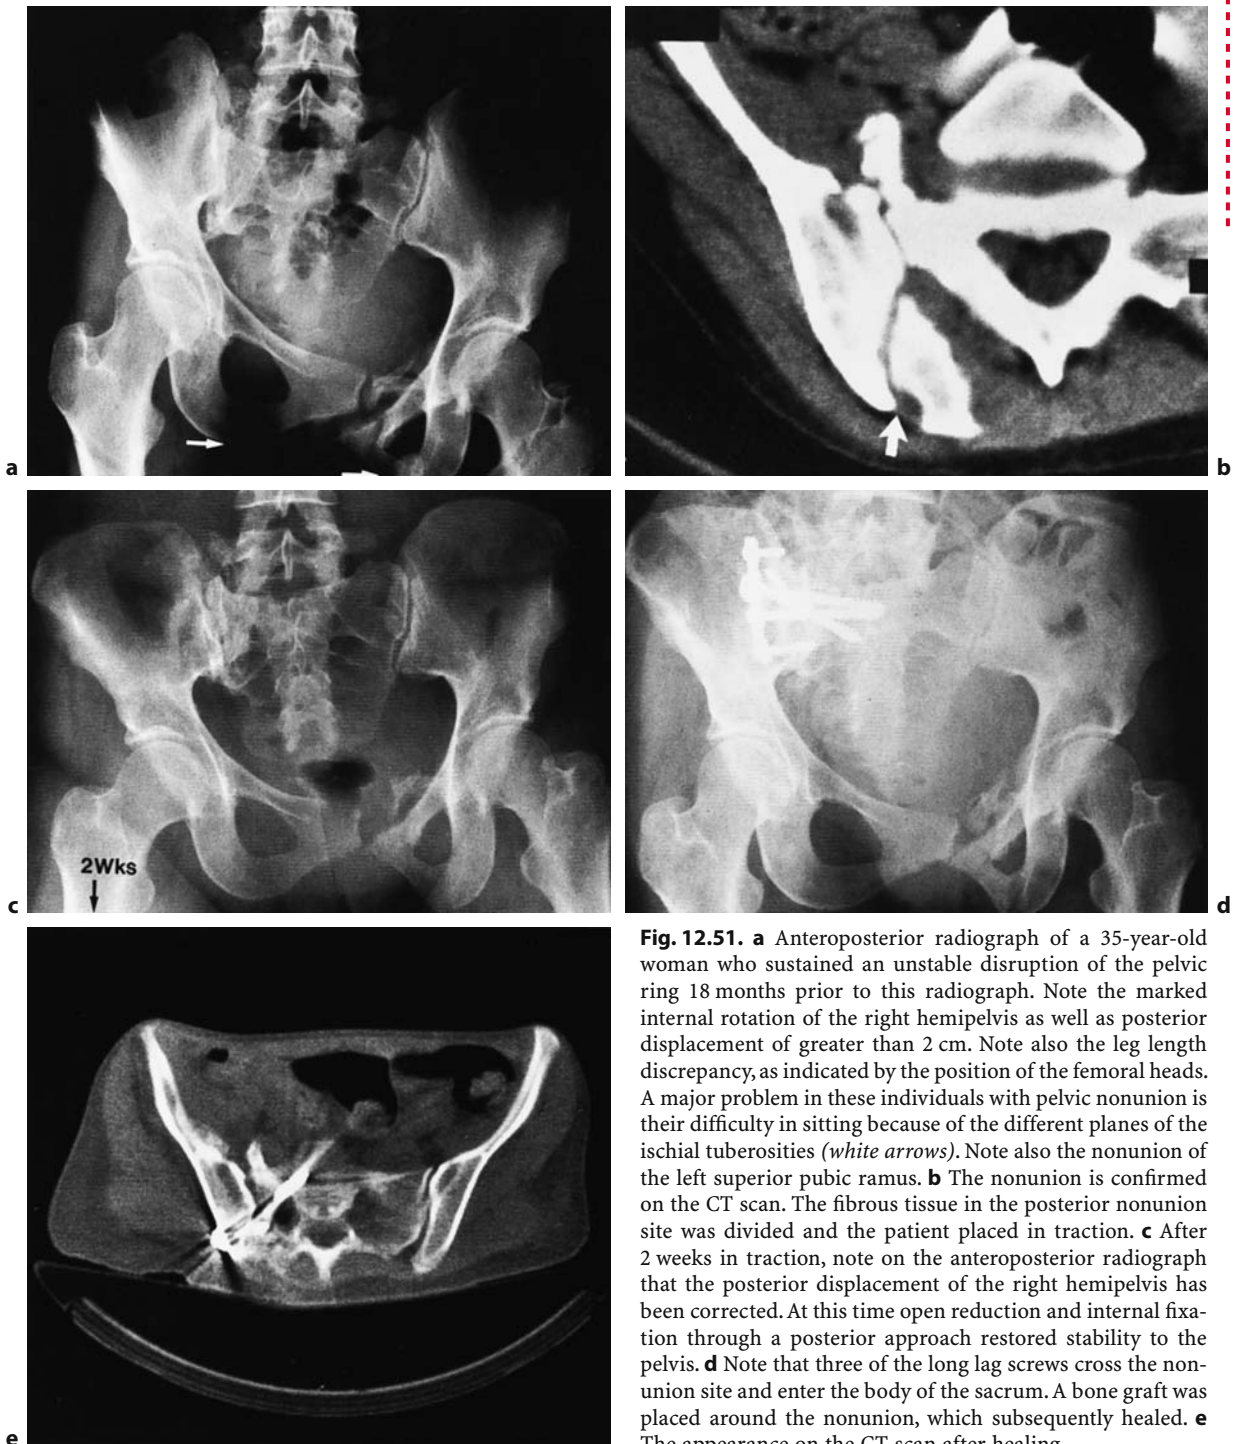 a
b
2Wks
c
d
e
Fig. 12.51. a Anteroposterior radiograph of a 35-year-old
woman who sustained an unstable disruption of the pelvic
ring 18 months prior to this radiograph. Note the marked
internal rotation of the right hemipelvis as well as posterior
displacement of greater than 2 cm. Note also the leg length
discrepancy, as indicated by the position of the femoral heads.
A major problem in these individuals with pelvic nonunion is
their difficulty in sitting because of the different planes of the
ischial tuberosities (white arrows). Note also the nonunion of
the left superior pubic ramus. b The nonunion is confirmed
on the CT scan. The fibrous tissue in the posterior nonunion
site was divided and the patient placed in traction. c After
2 weeks in traction, note on the anteroposterior radiograph
that the posterior displacement of the right hemipelvis has
been corrected. At this time open reduction and internal fixa-
tion through a posterior approach restored stability to the
pelvis. d Note that three of the long lag screws cross the non-
union site and enter the body of the sacrum. A bone graft was
placed around the nonunion, which subsequently healed. e
The appearance on the CT scan after healing